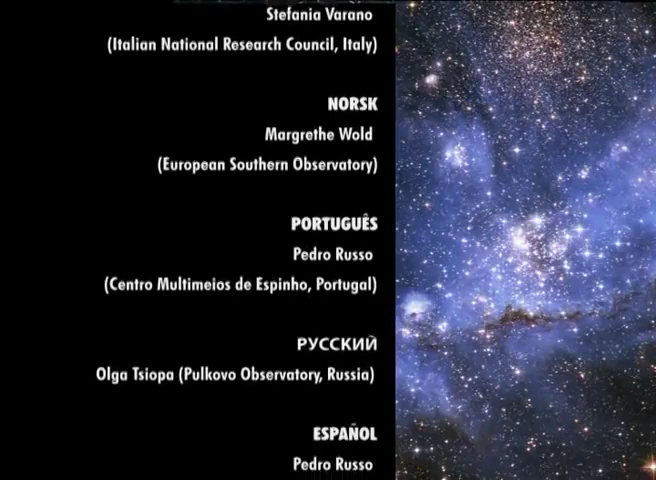 Stefania Varano
(Italian National Research Council, Italy)
NORSK
Margrethe Wold
(European Southern Observatory)
PORTUGUÊS
Pedro Russo
(Centro Multimeios de Espinho, Portugal)
РУССКИЙ
Olga Tsiopa (Pulkovo Observatory, Russia)
ESPAÑOL
Pedro Russo